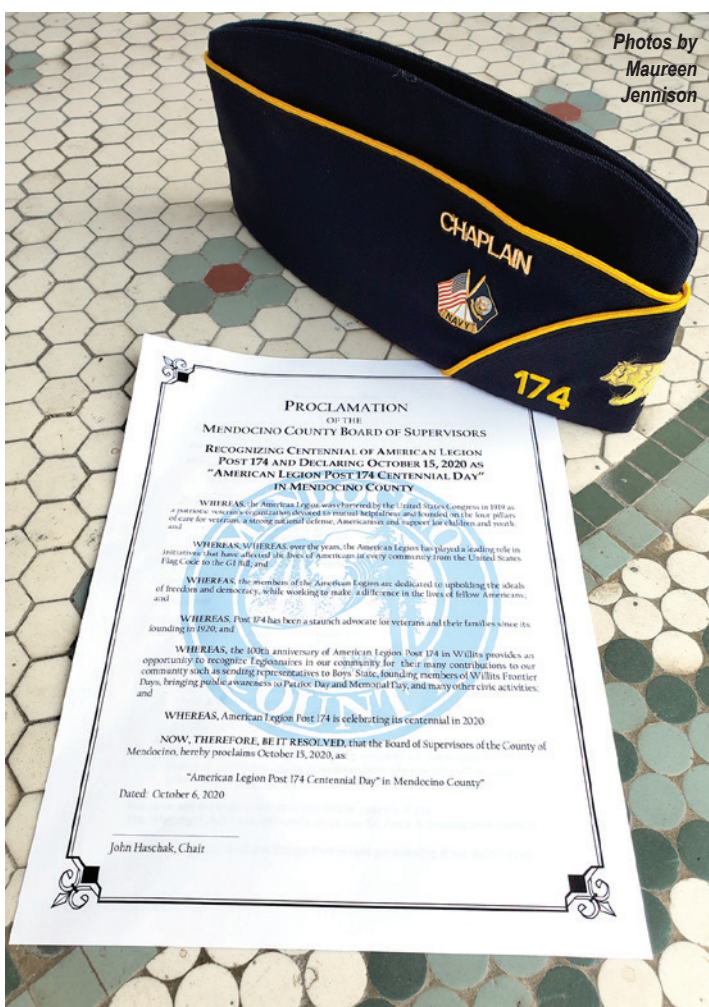 Photos by
Maureen
Jennison
CHAPLAIN
NAVY
174
PROCLAMATION
OF THE
MENDOCINO COUNTY BOARD OF SUPERVISORS
RECOGNIZING CENTENNIAL OF AMERICAN LEGION
POST 174 AND DECLARING OCTOBER 15, 2020 AS
"AMERICAN LEGION POST 174 CENTENNIAL DAY"
IN MENDOCINO COUNTY
WHEREAS, the American Legion was chartered by the United States Congress in 1919 as
a patriotic veterans organization devoted to mutual helpfulness and founded on the four pillars
of care for veterans, a strong national defense, Americanism and support for children and youth;
and
WHEREAS, WHEREAS, over the years, the American Legion has played a leading role in
initiatives that have affected the lives of Americans in every community from the United States
Flag Code to the GI Bill; and
WHEREAS, the members of the American Legion are dedicated to upholding the ideals
of freedom and democracy, while working to make a difference in the lives of fellow Americans;
and
WHEREAS, Post 174 has been a staunch advocate for veterans and their families since its
founding in 1920; and
WHEREAS, the 100th anniversary of American Legion Post 174 in Willits provides an
opportunity to recognize Legionnaires in our community for their many contributions to our
community such as sending representatives to Boys' State, founding members of Willits Frontier
Days, bringing public awareness to Patriot Day and Memorial Day, and many other civic activities;
and
WHEREAS, American Legion Post 174 is celebrating its centennial in 2020
NOW, THEREFORE, BE IT RESOLVED, that the Board of Supervisors of the County of
Mendocino, hereby proclaims October 15, 2020, as:
"American Legion Post 174 Centennial Day" in Mendocino County"
Dated: October 6, 2020
John Haschak, Chair